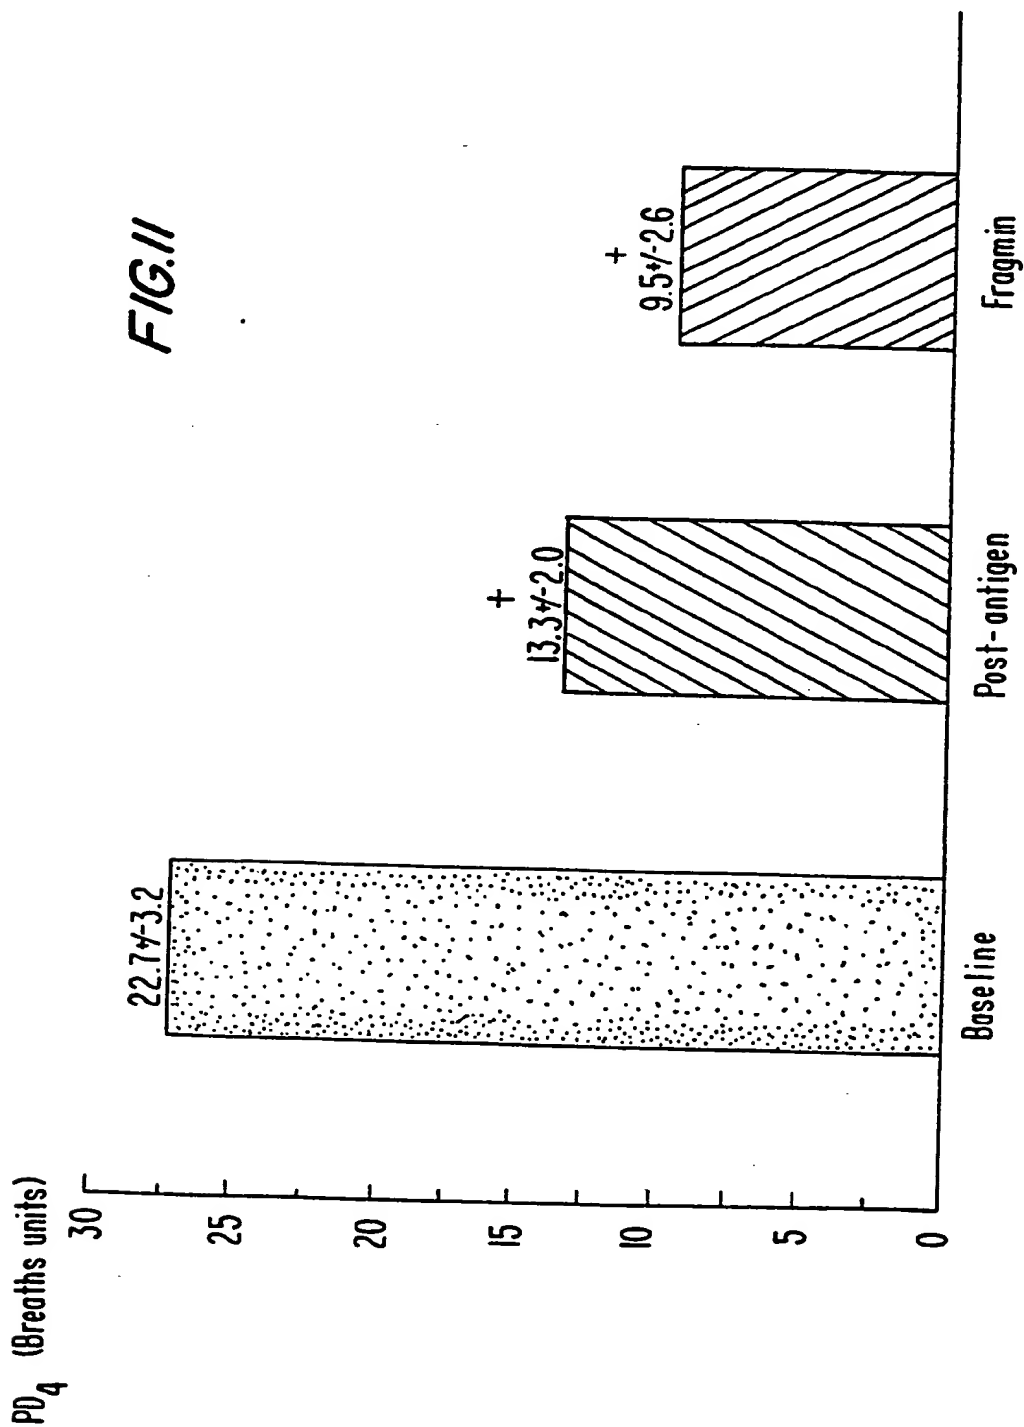 FIG.11
PD4 (Breaths units)
30
25
20
15
10
5
0
22.7+/-3.2
+
13.3+/-2.0
+
9.5+/-2.6
Baseline
Post-antigen
Fragmin